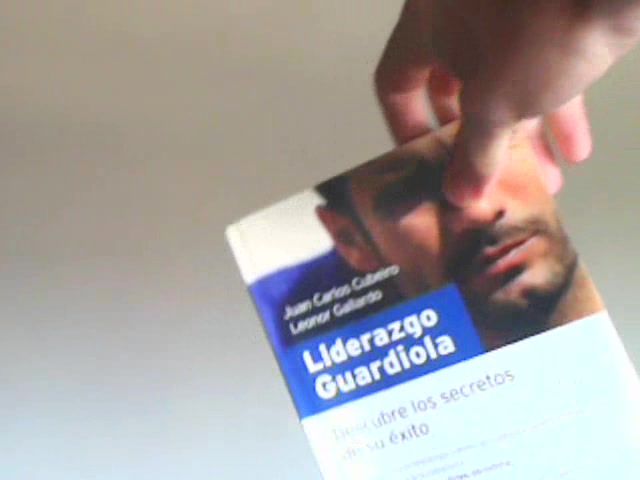 Juan Carlos Cubeiro
Leonor Gallardo
Liderazgo
Guardiola
Descubre los secretos
de su éxito